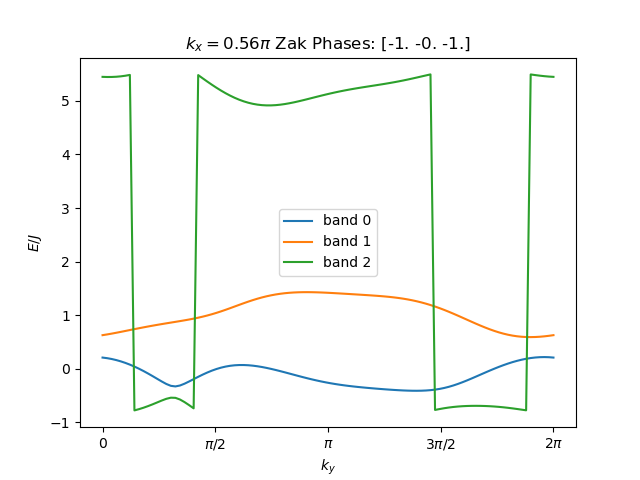 $k_x = 0.56\pi$ Zak Phases: [-1. -0. -1.]
E/J
5
4
3
2
1
0
−1
band 0
band 1
band 2
0
π/2
π
3π/2
2π
$k_y$